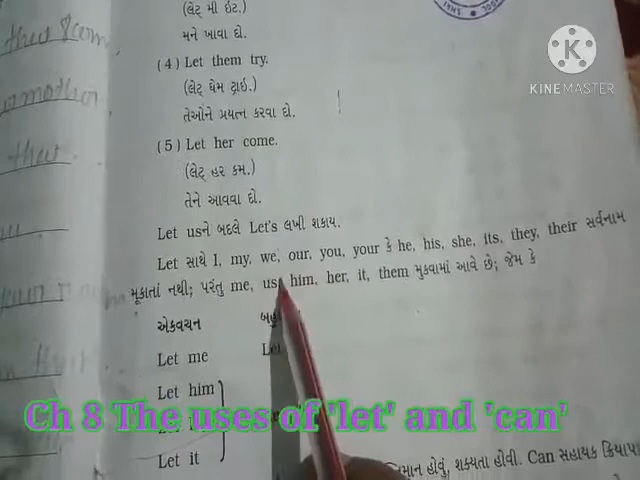 (લેટ્ મી ઇટ.)
મને ખાવા દો.
(4) Let them try.
(લેટ્ ધેમ ટ્રાઇ.)
તેઓને પ્રયત્ન કરવા દો.
(5) Let her come.
(લેટ્ હર કમ.)
તેને આવવા દો.
Let usને બદલે Let's લખી શકાય.
Let સાથે I, my, we, our, you, your કે he, his, she, its, they, their સર્વનામ
મૂકાતાં નથી; પરંતુ me, us, him, her, it, them મુકવામાં આવે છે; જેમ કે
એકવચન
Let me
Let him
Let it
Ch 8 The uses of 'let' and 'can'
હોવું, શક્યતા હોવી. Can સહાયક
KINEMASTER